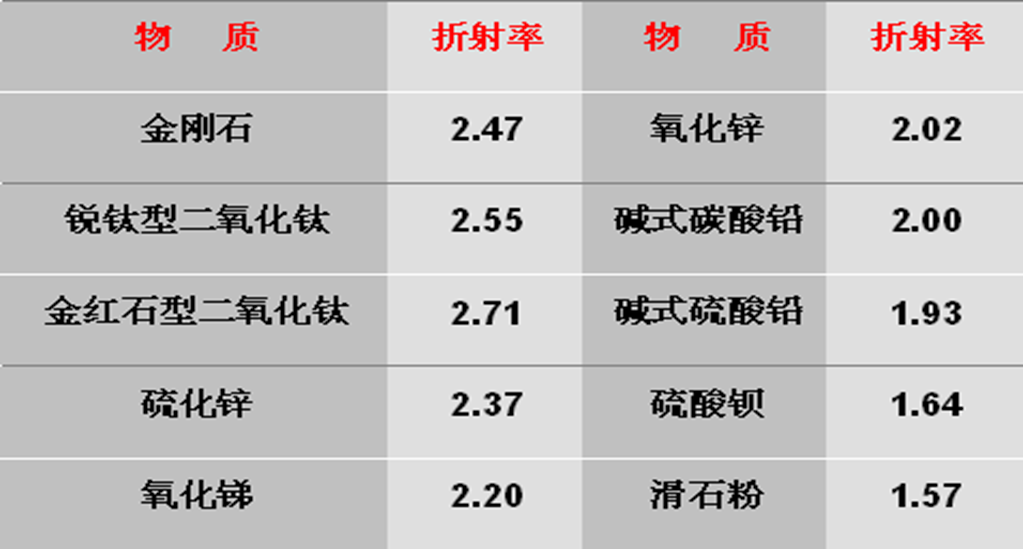 物 质 折射率 物 质 折射率
金刚石 2.47 氧化锌 2.02
锐钛型二氧化钛 2.55 碱式碳酸铅 2.00
金红石型二氧化钛 2.71 碱式硫酸铅 1.93
硫化锌 2.37 硫酸钡 1.64
氧化锑 2.20 滑石粉 1.57